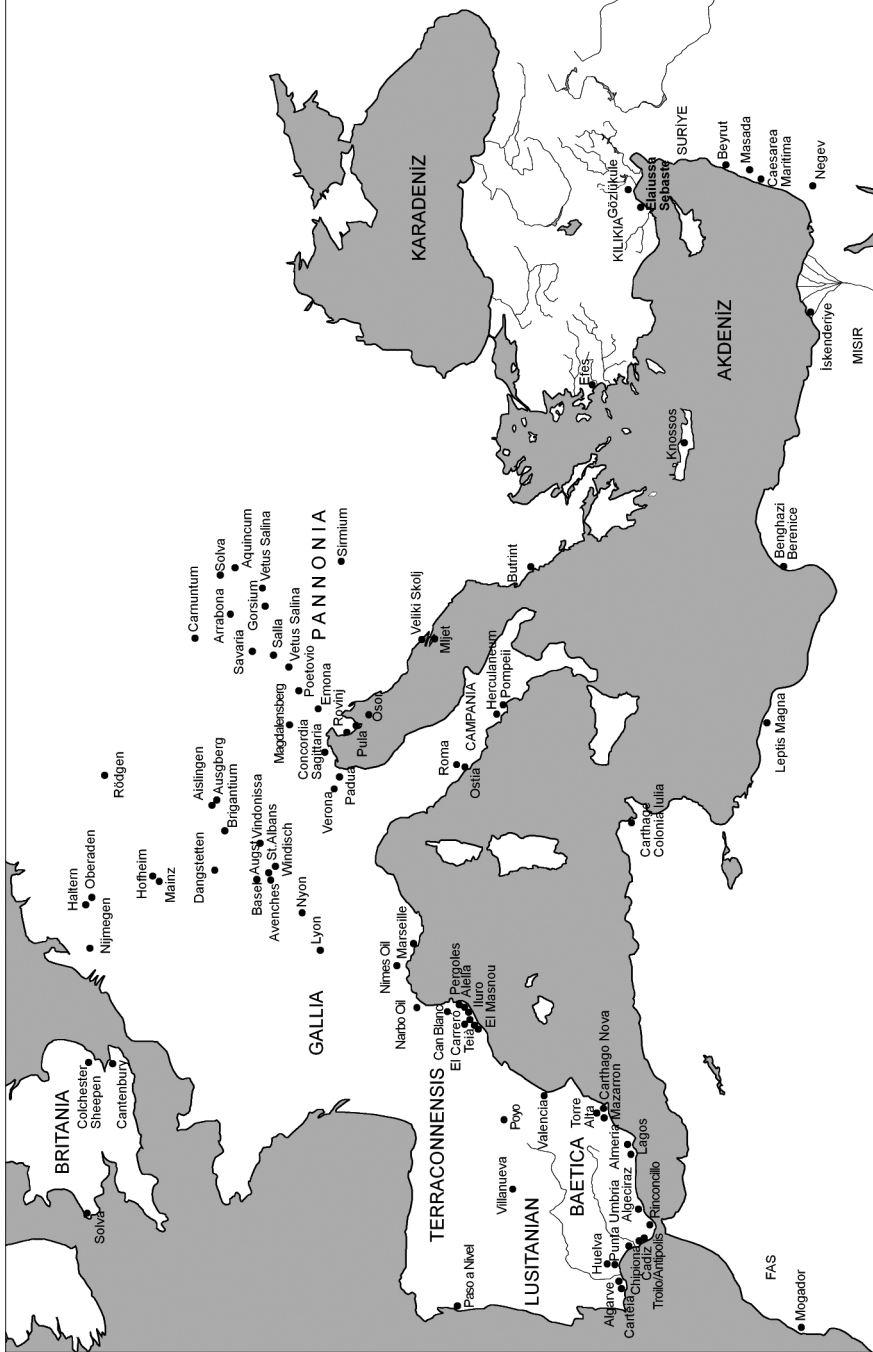 BRITANIA
Solva
Colchester
Sheepen
Cantenbury
Nijmegen
Haltern
Oberaden
Hofheim
Mainz
Rödgen
Dangstetten
Aislingen
Ausgberg
Brigantium
Basel
Augst
Vindonissa
St.Albans
Windisch
Avenches
Nyon
Lyon
GALLIA
Carnuntum
Arrabona
Solva
Aquincum
Savaria
Gorsium
Vetus Salina
Salla
Vetus Salina
Poetovio
PANNONIA
Sirmium
Magdalensberg
Emona
Concordia
Sagittaria
Rovinj
Pula
Osor
Verona
Padua
Veliki Skolj
Mljet
Butrint
Roma
Ostia
CAMPANIA
Herculaneum
Pompeii
Nimes Oil
Marseille
Narbo Oil
Can Blanc
Pergoles
Alella
Iluro
El Masnou
El Carrero
Teia
TERRACONNENSIS
Paso a Nivel
Villanueva
Poyo
Valencia
LUSITANIAN
BAETICA
Torre
Alta
Carthago Nova
Mazarron
Almeria
Lagos
Huelva
Punta Umbria
Algeciraz
Rinconcillo
Algarve
Carteia
Chipiona
Cadiz
Troilo/Antipolis
FAS
Mogador
Carthage
Colonia Iulia
Leptis Magna
Benghazi
Berenice
Knossos
Efes
KARADENİZ
AKDENİZ
KILIKIA
Gözlükule
Elaiussa
Sebaste
SURİYE
Beyrut
Masada
Caesarea
Maritima
Negev
İskenderiye
MISIR